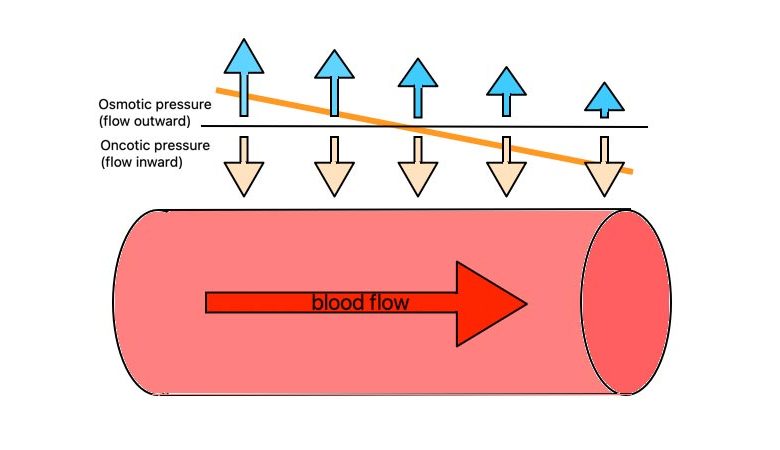 Osmotic pressure
(flow outward)
Oncotic pressure
(flow inward)
blood flow